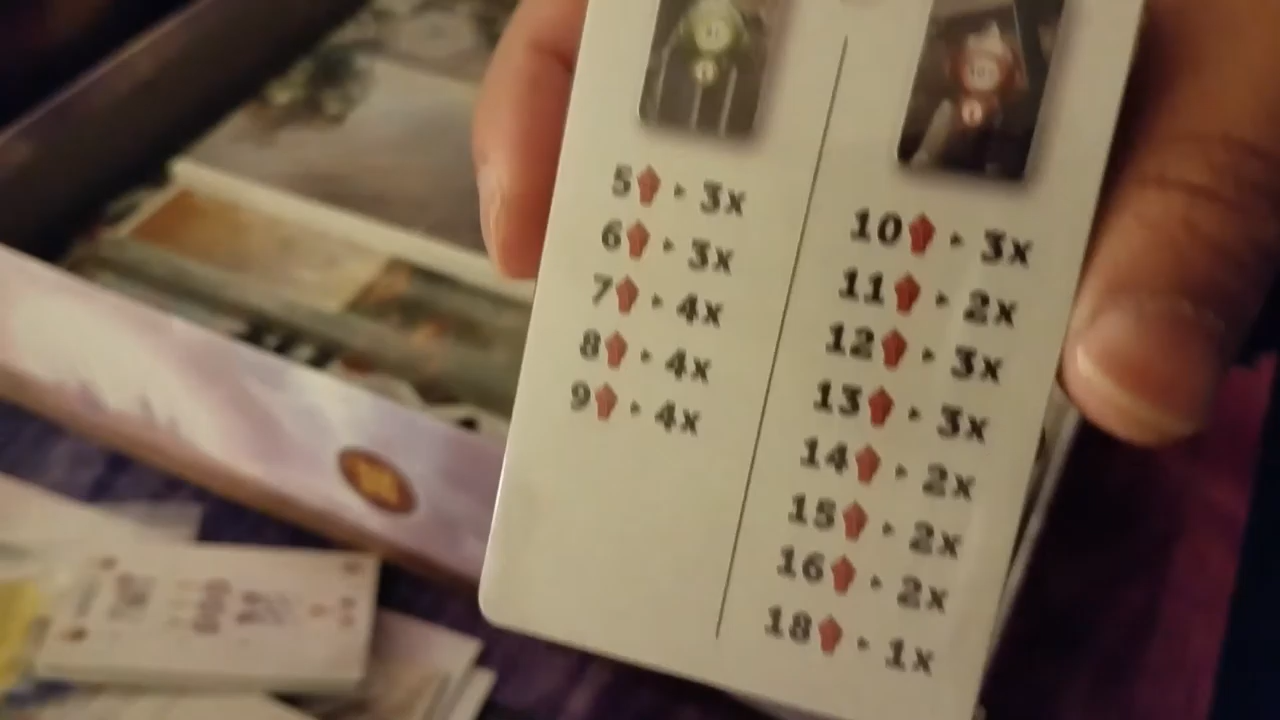 5 ▸ 3x
6 ▸ 3x
7 ▸ 4x
8 ▸ 4x
9 ▸ 4x
10 ▸ 3x
11 ▸ 2x
12 ▸ 3x
13 ▸ 3x
14 ▸ 2x
15 ▸ 2x
16 ▸ 2x
18 ▸ 1x